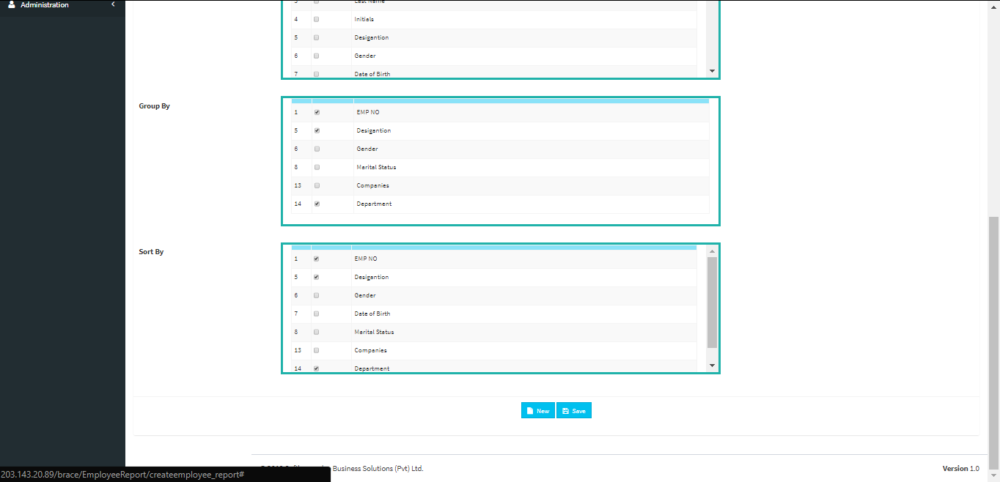 Administration
3 Last Name
4 Initials
5 Desigantion
6 Gender
7 Date of Birth
Group By
1 EMP NO
5 Desigantion
6 Gender
8 Marital Status
13 Companies
14 Department
Sort By
1 EMP NO
5 Desigantion
6 Gender
7 Date of Birth
8 Marital Status
13 Companies
14 Department
New Save
Business Solutions (Pvt) Ltd. Version 1.0
203.143.20.89/brace/EmployeeReport/createemployee_report#